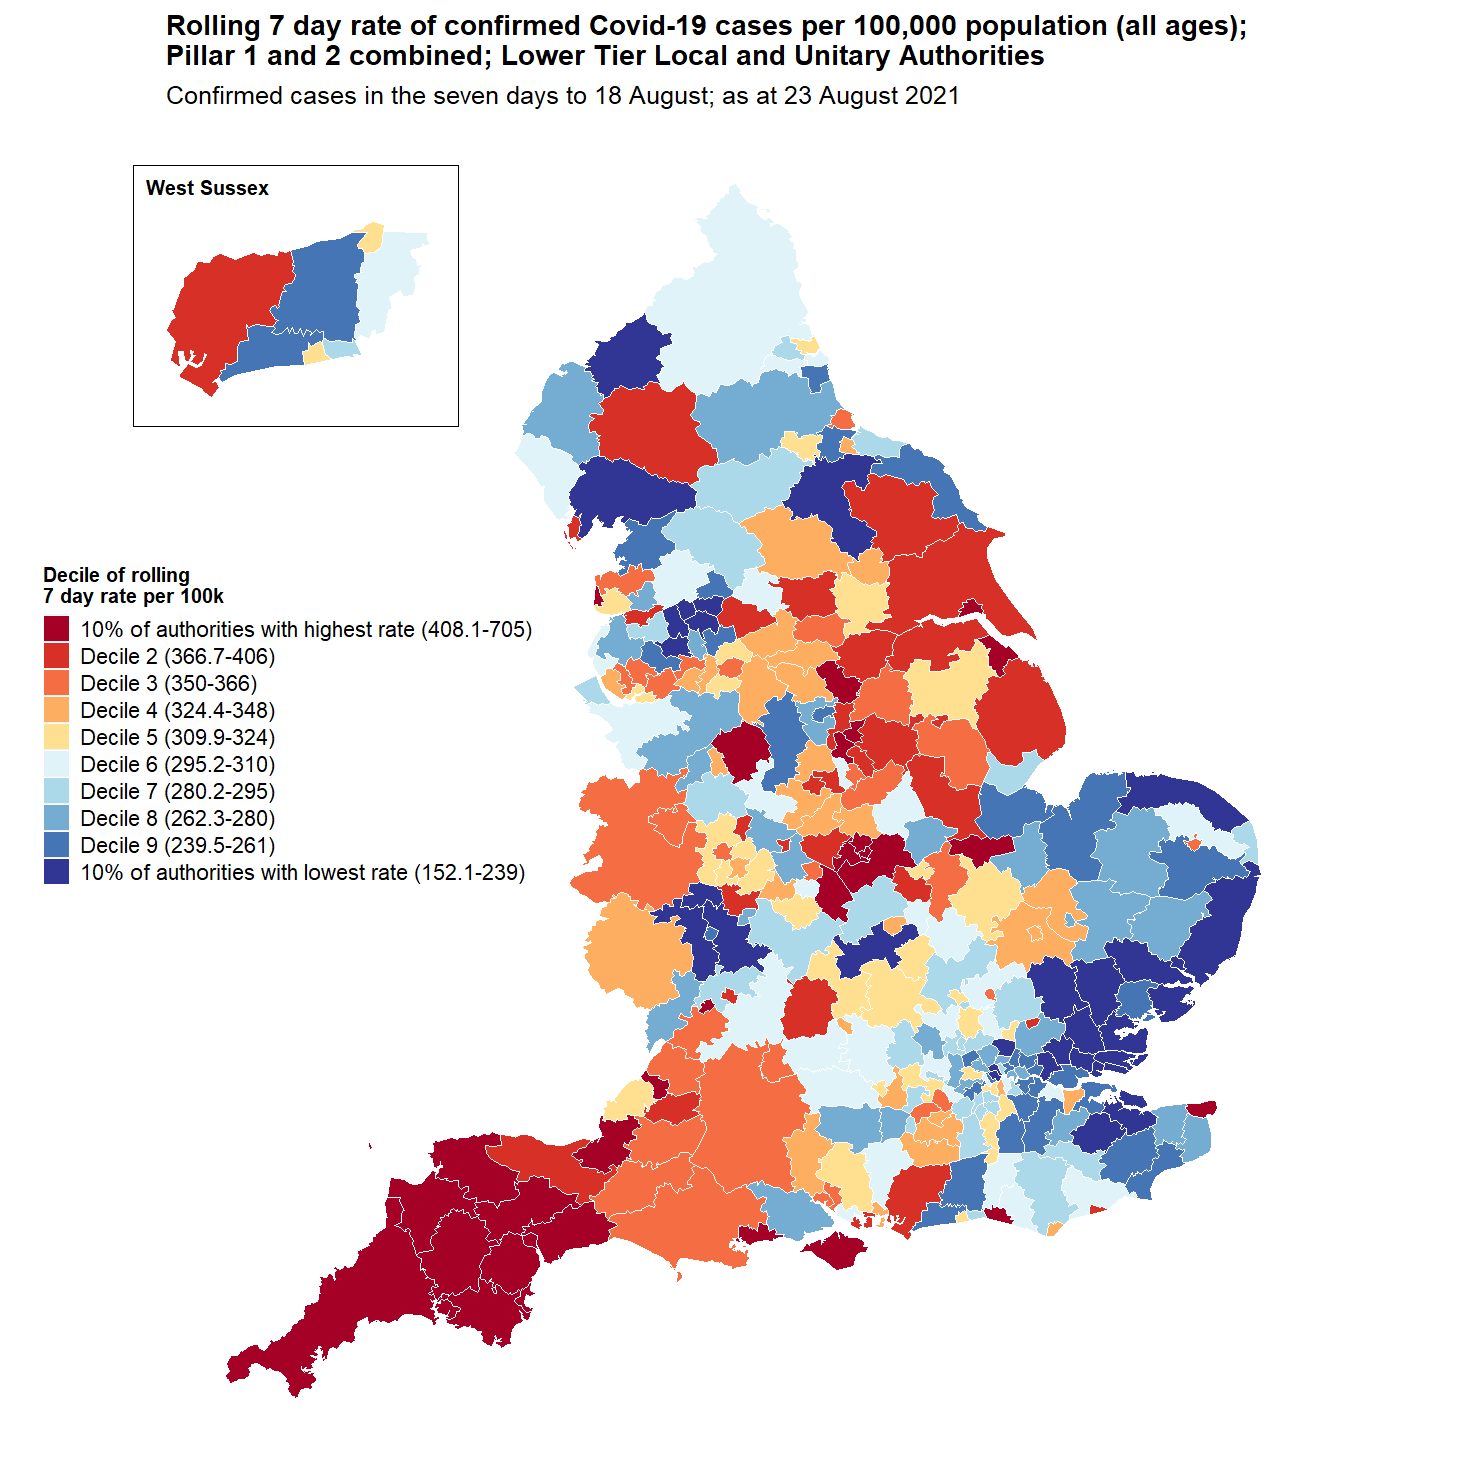 Rolling 7 day rate of confirmed Covid-19 cases per 100,000 population (all ages);
Pillar 1 and 2 combined; Lower Tier Local and Unitary Authorities
Confirmed cases in the seven days to 18 August; as at 23 August 2021
West Sussex
Decile of rolling
7 day rate per 100k
10% of authorities with highest rate (408.1-705)
Decile 2 (366.7-406)
Decile 3 (350-366)
Decile 4 (324.4-348)
Decile 5 (309.9-324)
Decile 6 (295.2-310)
Decile 7 (280.2-295)
Decile 8 (262.3-280)
Decile 9 (239.5-261)
10% of authorities with lowest rate (152.1-239)